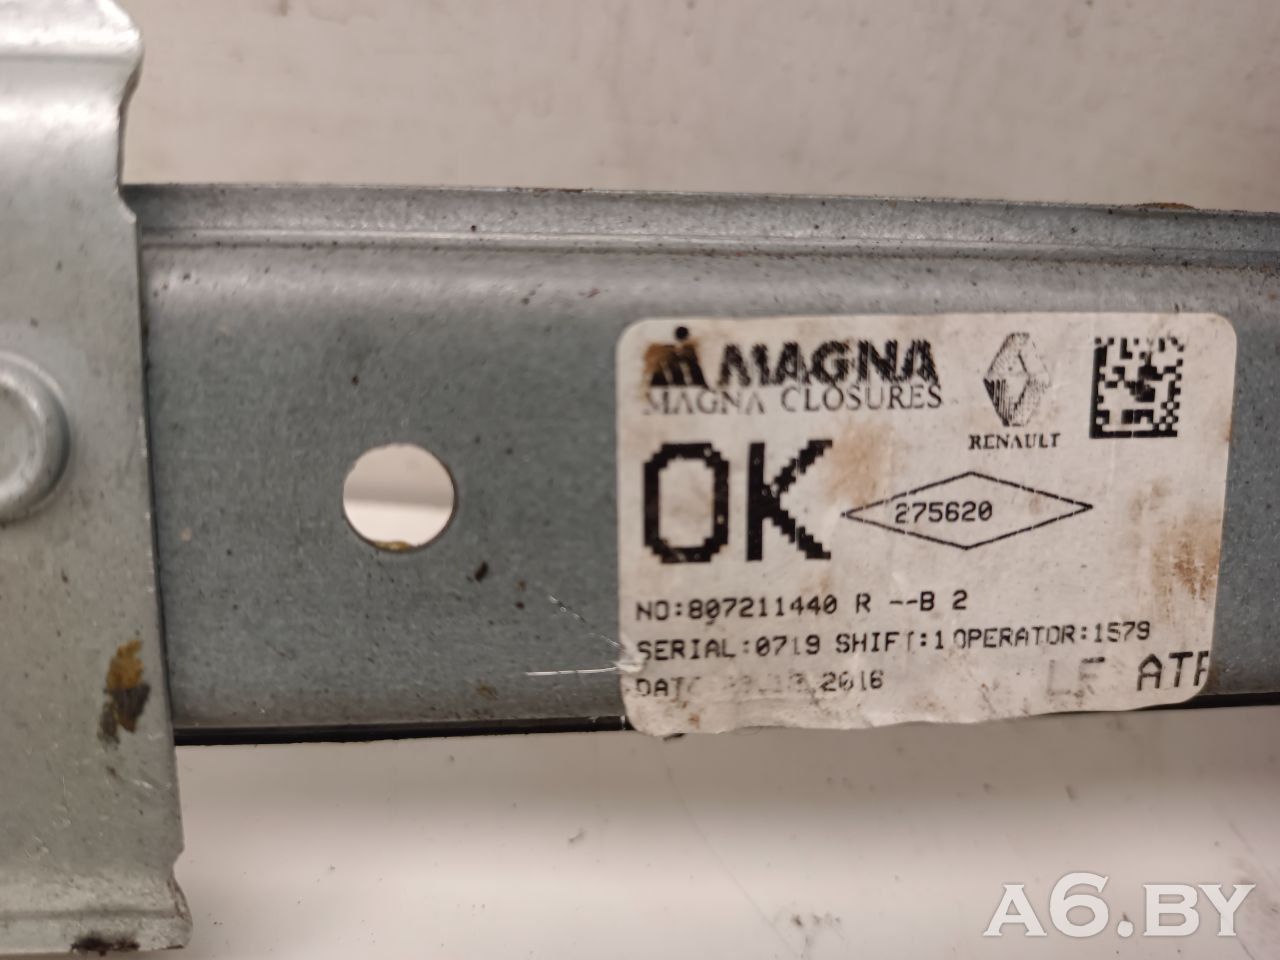 MAGNA
MAGNA CLOSURES
RENAULT
OK
275620
NO:807211440 R --B 2
SERIAL:0719 SHIFT:1 OPERATOR:1579
2016
LF ATF
A6.BY